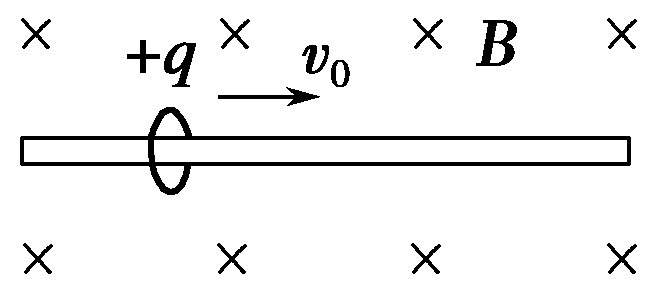 × × × × B
+q v₀
× × × ×